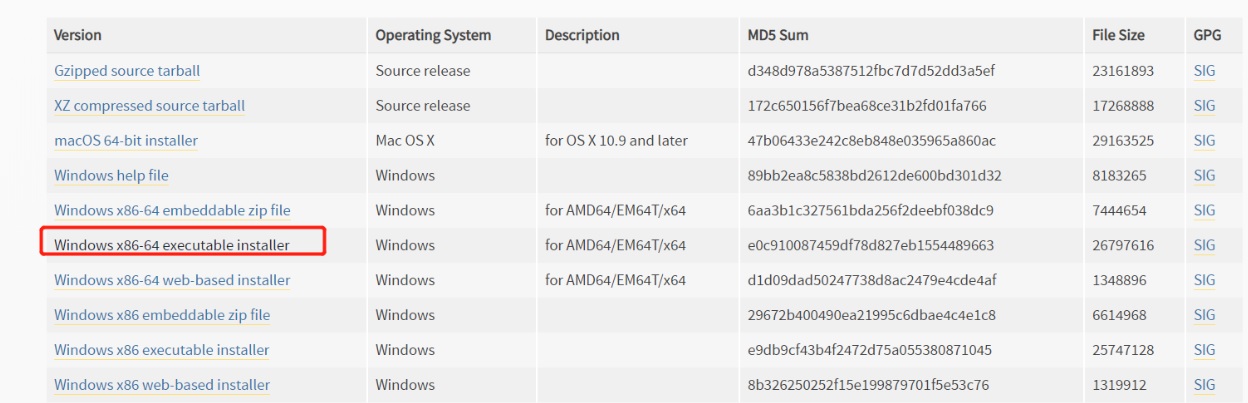 Version Operating System Description MD5 Sum File Size GPG
Gzipped source tarball Source release d348d978a5387512fbc7d7d52dd3a5ef 23161893 SIG
XZ compressed source tarball Source release 172c650156f7bea68ce31b2fd01fa766 17268888 SIG
macOS 64-bit installer Mac OS X for OS X 10.9 and later 47b06433e242c8eb848e035965a860ac 29163525 SIG
Windows help file Windows 89bb2ea8c5838bd2612de600bd301d32 8183265 SIG
Windows x86-64 embeddable zip file Windows for AMD64/EM64T/x64 6aa3b1c327561bda256f2deebf038dc9 7444654 SIG
Windows x86-64 executable installer Windows for AMD64/EM64T/x64 e0c910087459df78d827eb1554489663 26797616 SIG
Windows x86-64 web-based installer Windows for AMD64/EM64T/x64 d1d09dad50247738d8ac2479e4cde4af 1348896 SIG
Windows x86 embeddable zip file Windows 29672b400490ea21995c6dbae4c4e1c8 6614968 SIG
Windows x86 executable installer Windows e9db9cf43b4f2472d75a055380871045 25747128 SIG
Windows x86 web-based installer Windows 8b326250252f15e199879701f5e53c76 1319912 SIG